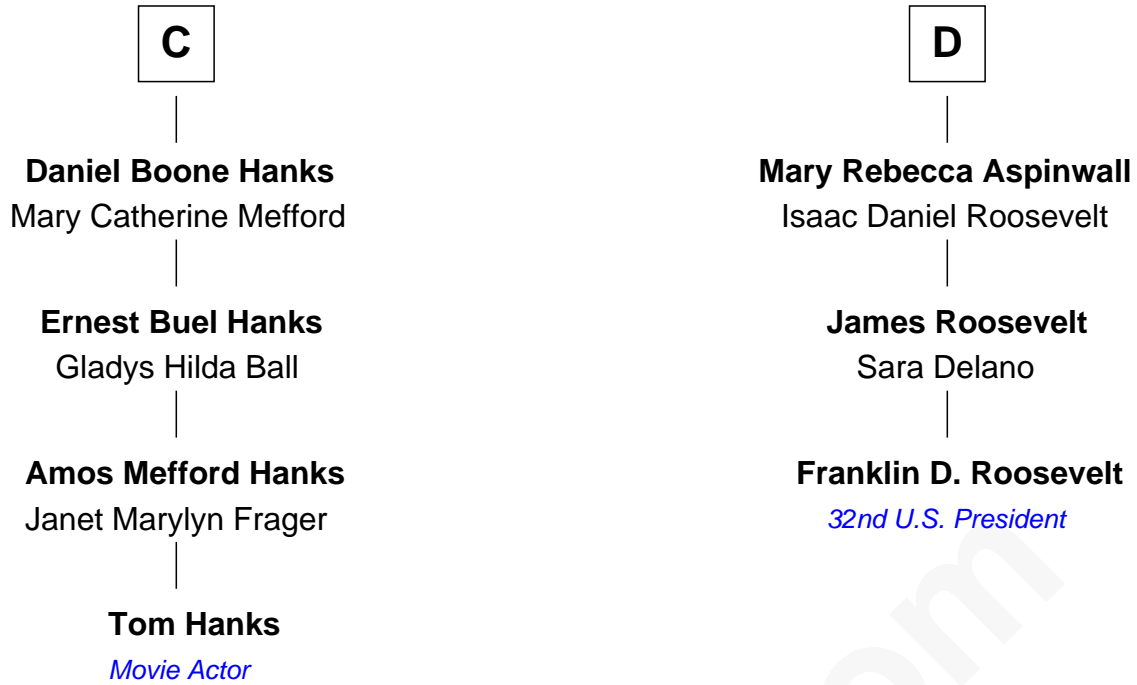 C
Daniel Boone Hanks
Mary Catherine Mefford
Ernest Buel Hanks
Gladys Hilda Ball
Amos Mefford Hanks
Janet Marylyn Frager
Tom Hanks
Movie Actor
D
Mary Rebecca Aspinwall
Isaac Daniel Roosevelt
James Roosevelt
Sara Delano
Franklin D. Roosevelt
32nd U.S. President
om